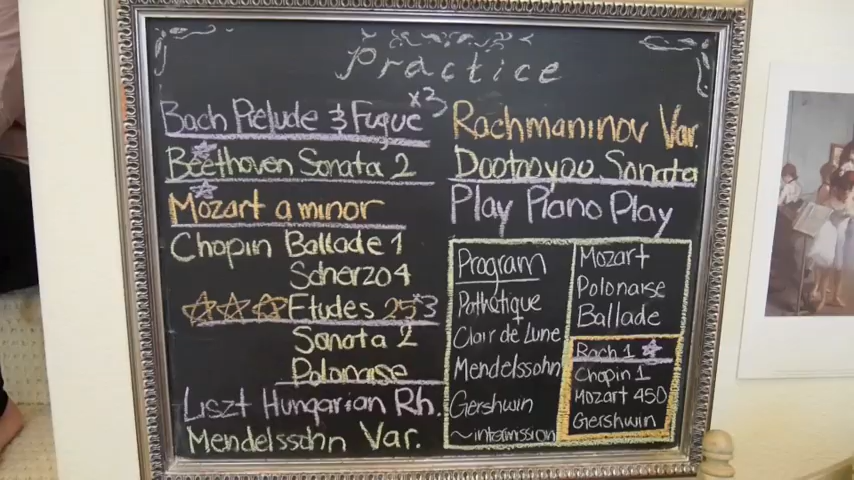 Practice
Bach Prelude & Fugue x3
Beethoven Sonata 2
Mozart a minor
Chopin Ballade 1
Scherzo 4
Etudes 25 x3
Sonata 2
Polonaise
Liszt Hungarian Rh.
Mendelssohn Var.
Rachmaninov Var.
Sonata
Play Piano Play
Program
Pathetique
Clair de Lune
Mendelssohn
Gershwin
~intermission
Mozart
Polonaise
Ballade
Bach 1
Chopin 1
Mozart 450
Gershwin